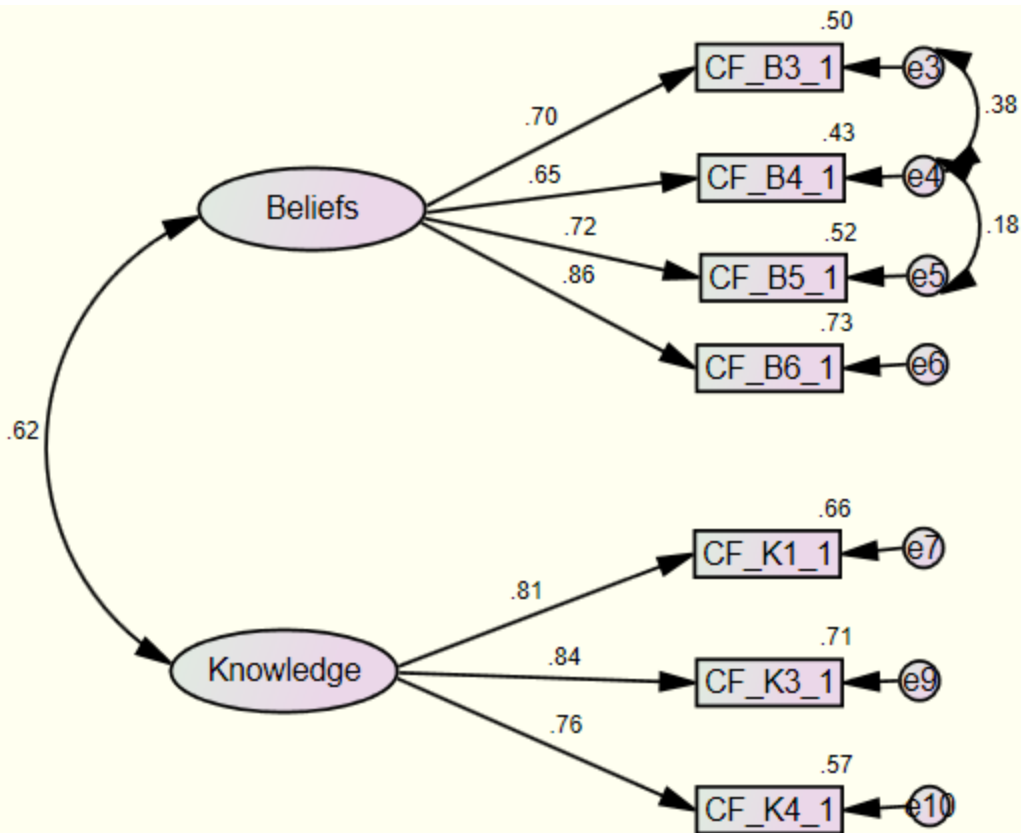 .50
CF_B3_1
e3
.70
.38
.43
.65
CF_B4_1
e4
Beliefs
.72
.52
.18
CF_B5_1
e5
.86
.73
CF_B6_1
e6
.62
.66
CF_K1_1
e7
.81
.71
Knowledge
.84
CF_K3_1
e9
.76
.57
CF_K4_1
e10